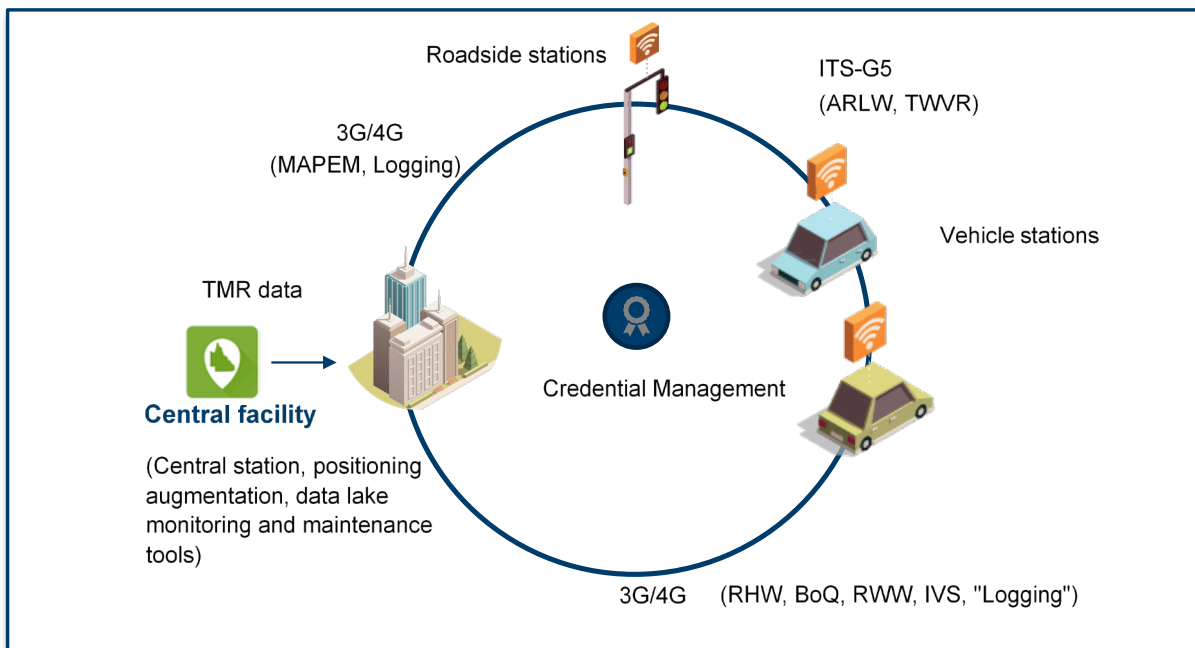 Roadside stations
ITS-G5
(ARLW, TWVR)
3G/4G
(MAPEM, Logging)
Vehicle stations
TMR data
Credential Management
Central facility
(Central station, positioning
augmentation, data lake
monitoring and maintenance
tools)
3G/4G (RHW, BoQ, RWW, IVS, "Logging")